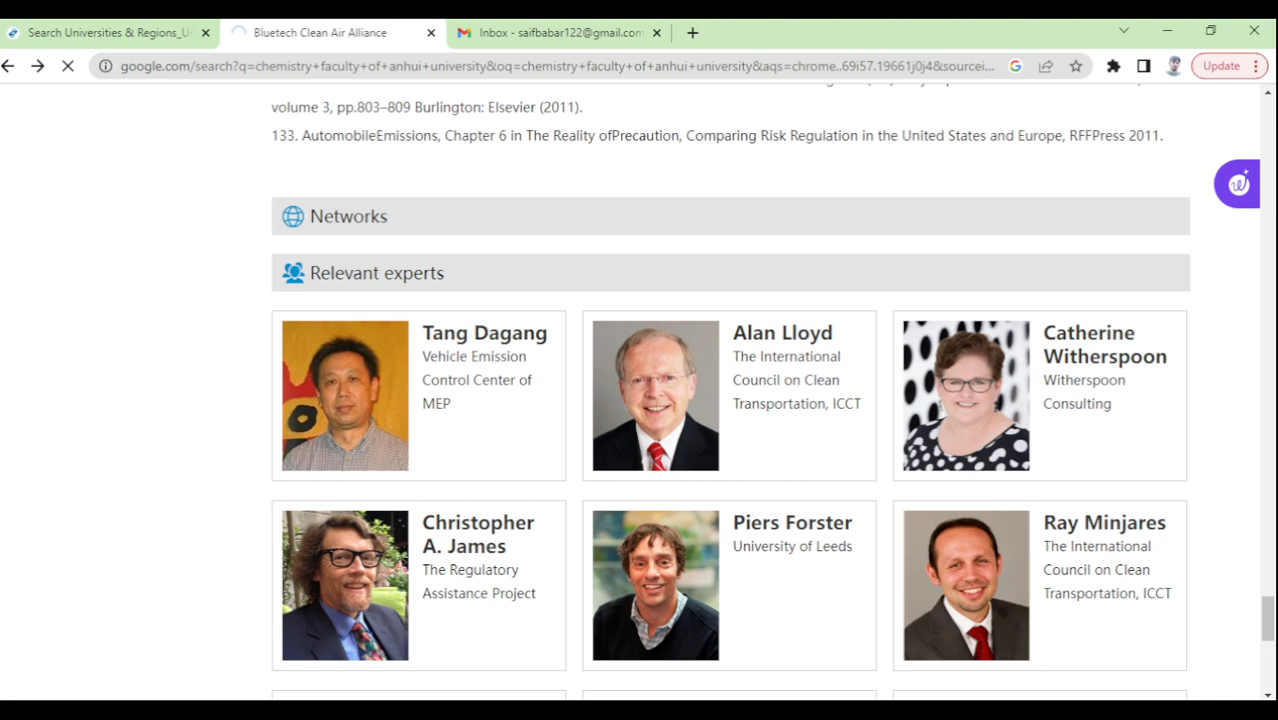 Search Universities & Regions_Ur
Bluetech Clean Air Alliance
Inbox - saifbabar122@gmail.com
google.com/search?q=chemistry+faculty+of+anhui+university&oq=chemistry+faculty+of+anhui+university&aqs=chrome..69i57.19661j0j4&sourcei...
Update
volume 3, pp.803–809 Burlington: Elsevier (2011).
133. AutomobileEmissions, Chapter 6 in The Reality ofPrecaution, Comparing Risk Regulation in the United States and Europe, RFFPress 2011.
Networks
Relevant experts
Tang Dagang
Vehicle Emission
Control Center of
MEP
Alan Lloyd
The International
Council on Clean
Transportation, ICCT
Catherine
Witherspoon
Witherspoon
Consulting
Christopher
A. James
The Regulatory
Assistance Project
Piers Forster
University of Leeds
Ray Minjares
The International
Council on Clean
Transportation, ICCT